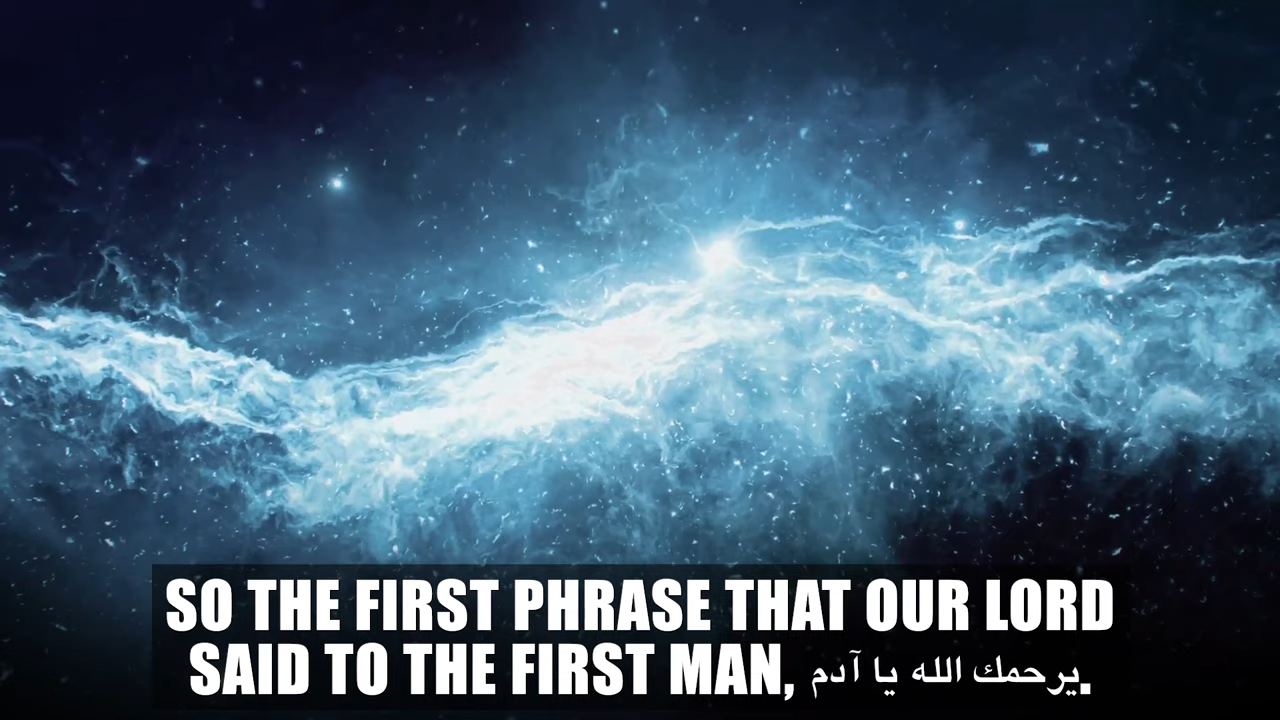 SO THE FIRST PHRASE THAT OUR LORD
SAID TO THE FIRST MAN, يرحمك الله يا آدم.